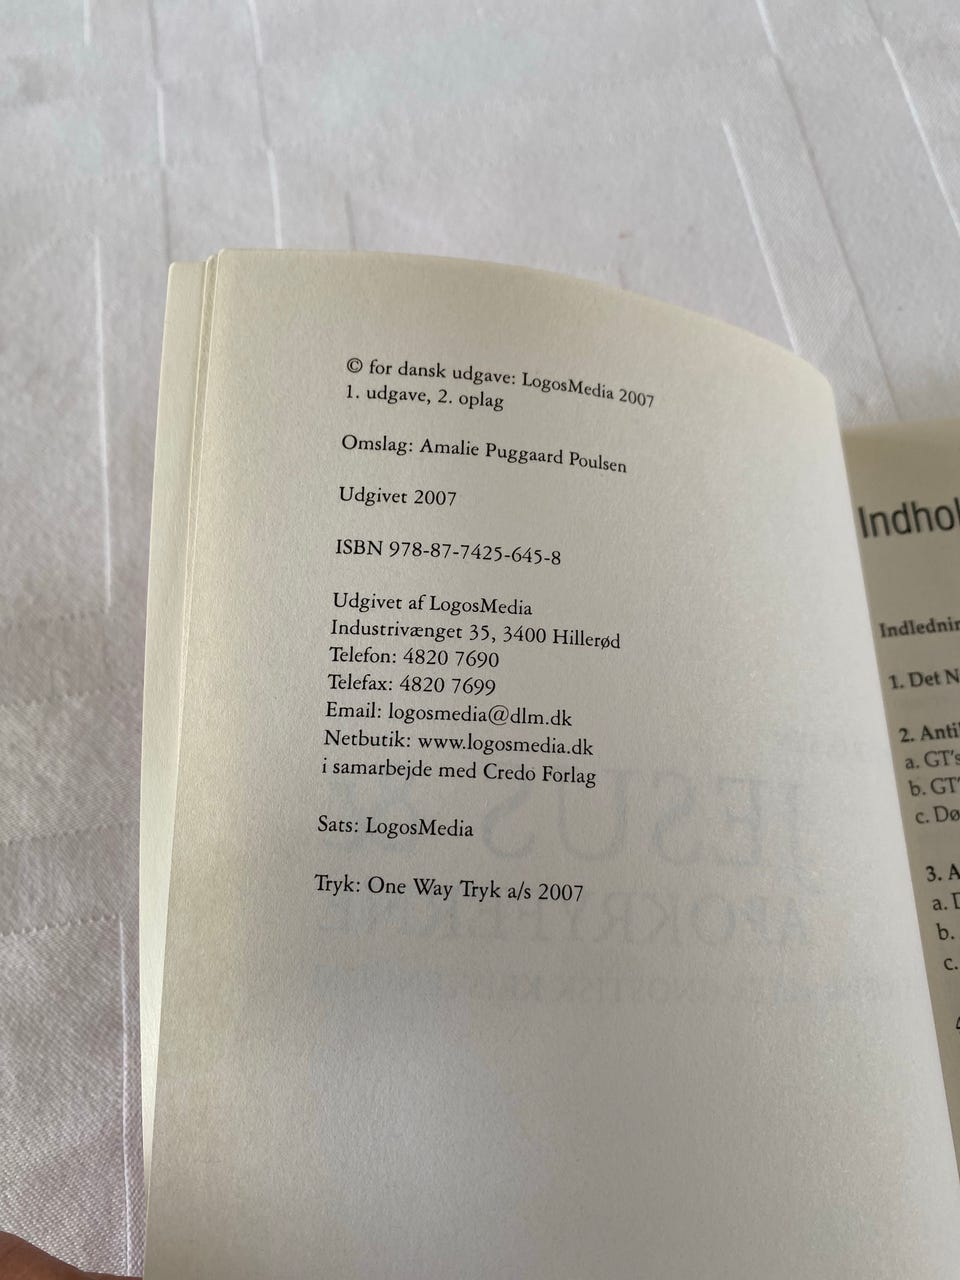 © for dansk udgave: LogosMedia 2007
1. udgave, 2. oplag
Omslag: Amalie Puggaard Poulsen
Udgivet 2007
ISBN 978-87-7425-645-8
Udgivet af LogosMedia
Industrivænget 35, 3400 Hillerød
Telefon: 4820 7690
Telefax: 4820 7699
Email: logosmedia@dlm.dk
Netbutik: www.logosmedia.dk
i samarbejde med Credo Forlag
Sats: LogosMedia
Tryk: One Way Tryk a/s 2007
JESUS &
APOKRYFERNE
Indhol
Indlednin
1. Det N
2. Anti
a. GT's
b. GT'
c. Dø
3. A
a. D
b.
c.